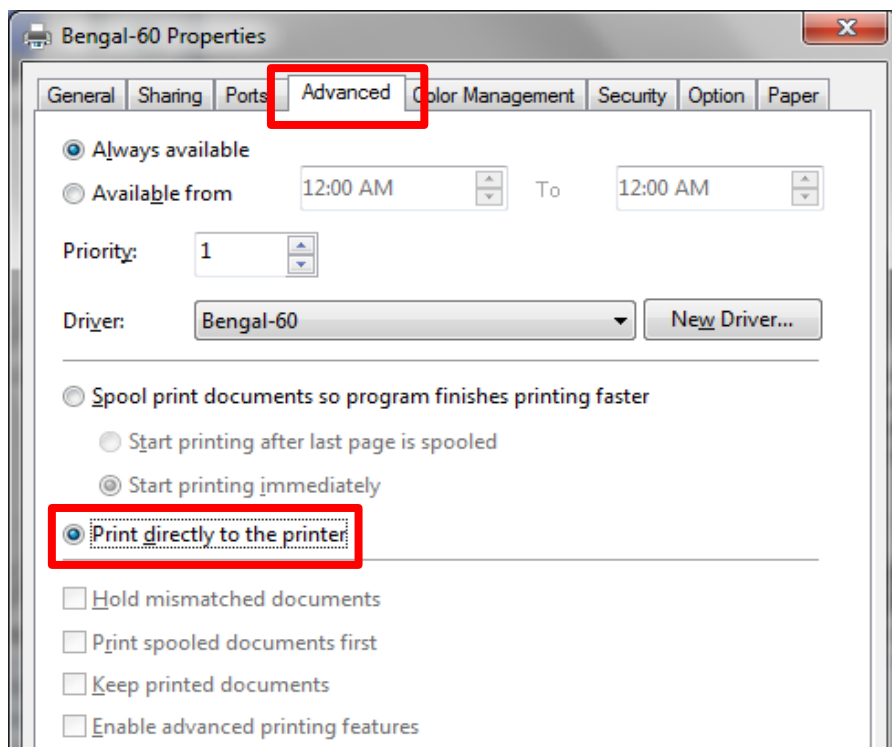 Bengal-60 Properties
General Sharing Ports Advanced Color Management Security Option Paper
Always available
Available from 12:00 AM To 12:00 AM
Priority: 1
Driver: Bengal-60 New Driver...
Spool print documents so program finishes printing faster
Start printing after last page is spooled
Start printing immediately
Print directly to the printer
Hold mismatched documents
Print spooled documents first
Keep printed documents
Enable advanced printing features